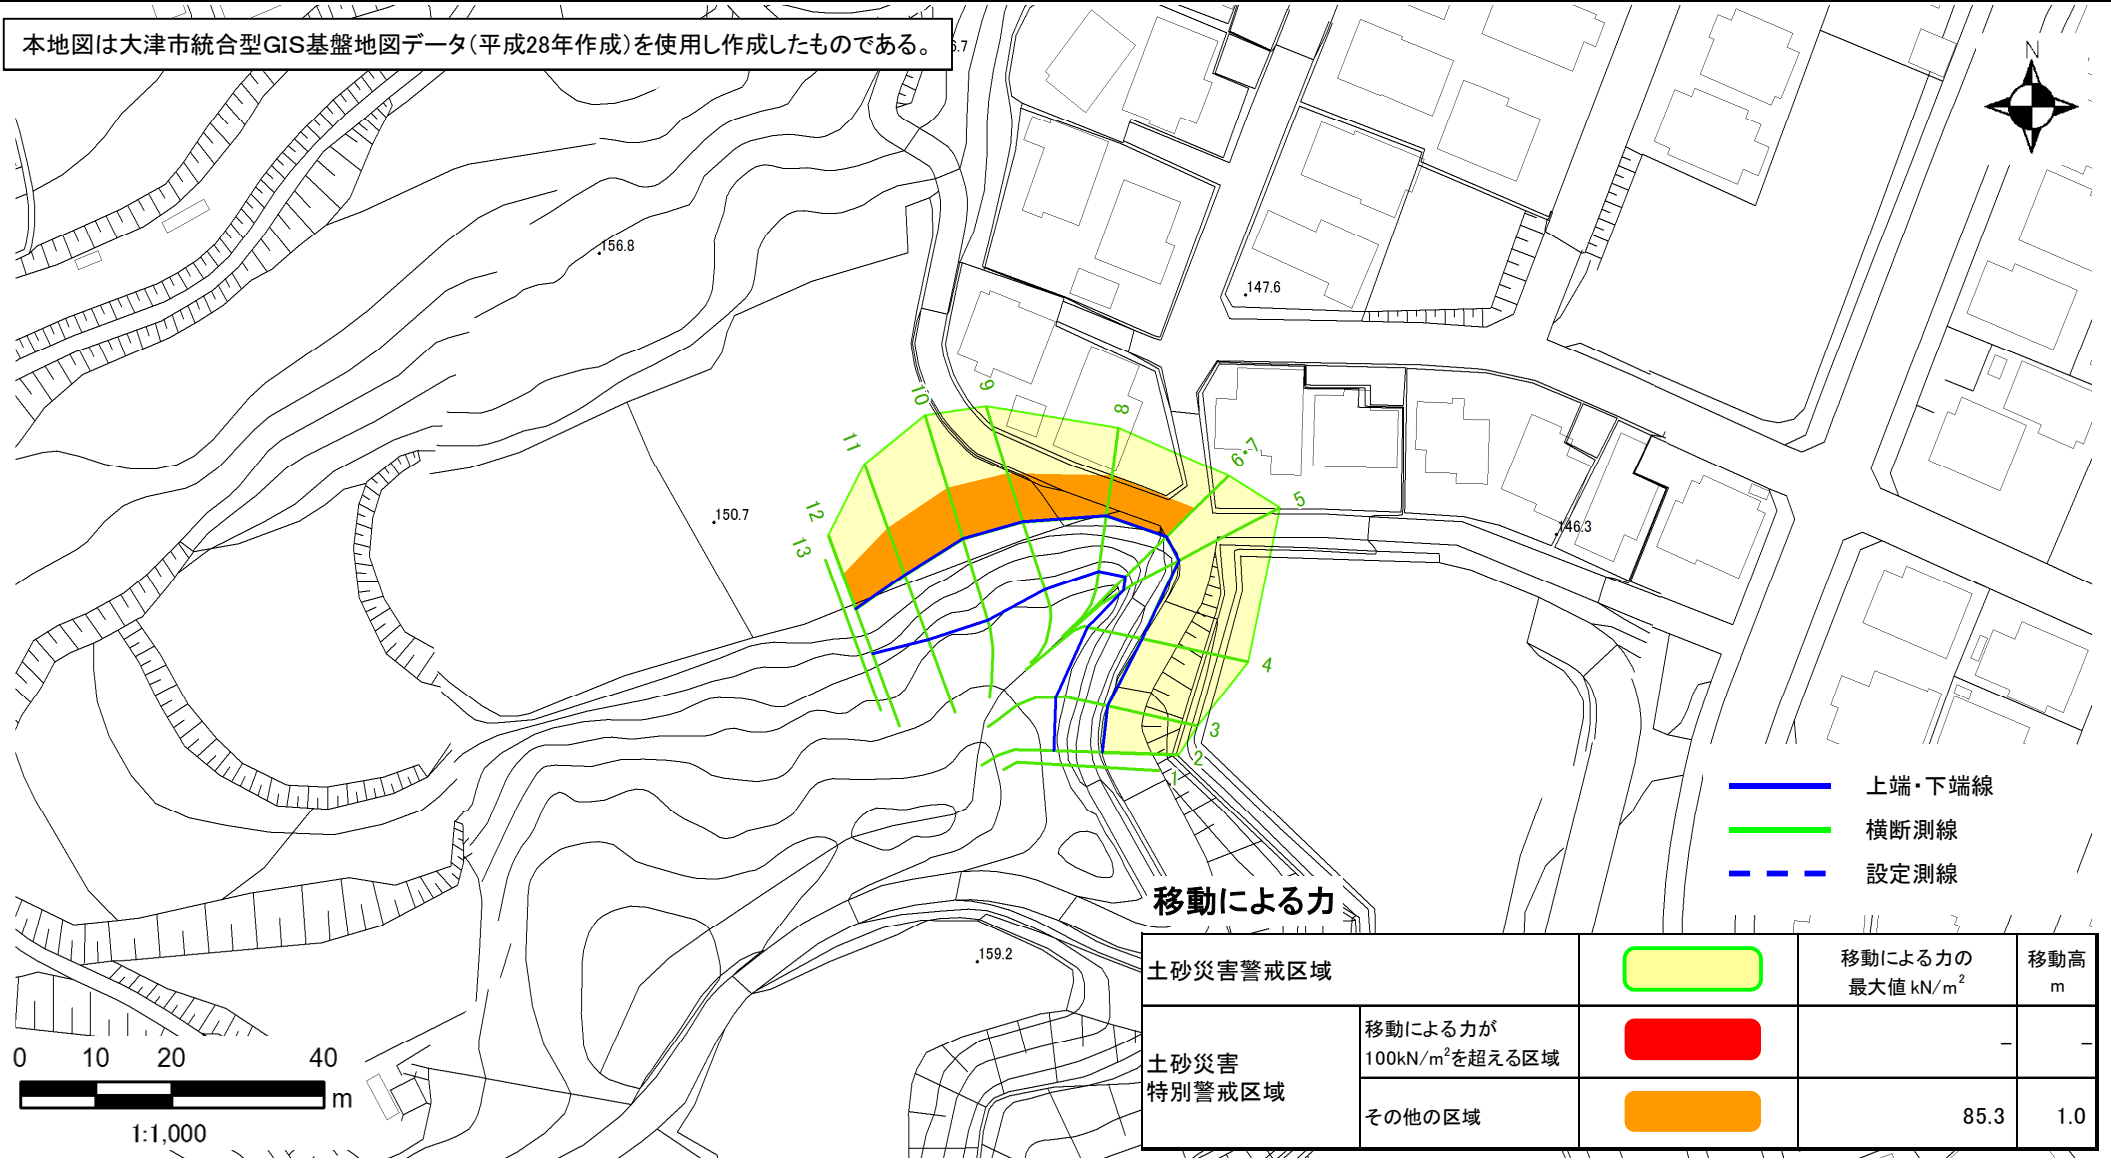 本地図は大津市統合型GIS基盤地図データ(平成28年作成)を使用し作成したものである。
6.7
N
156.8
147.6
150.7
146.3
159.2
10
9
8
11
6・7
5
12
13
4
3
2
1
上端・下端線
横断測線
設定測線
移動による力
土砂災害警戒区域
移動による力の
最大値 kN/m²
移動高
m
土砂災害
特別警戒区域
移動による力が
100kN/m²を超える区域
－
－
その他の区域
85.3
1.0
0 10 20 40
m
1:1,000